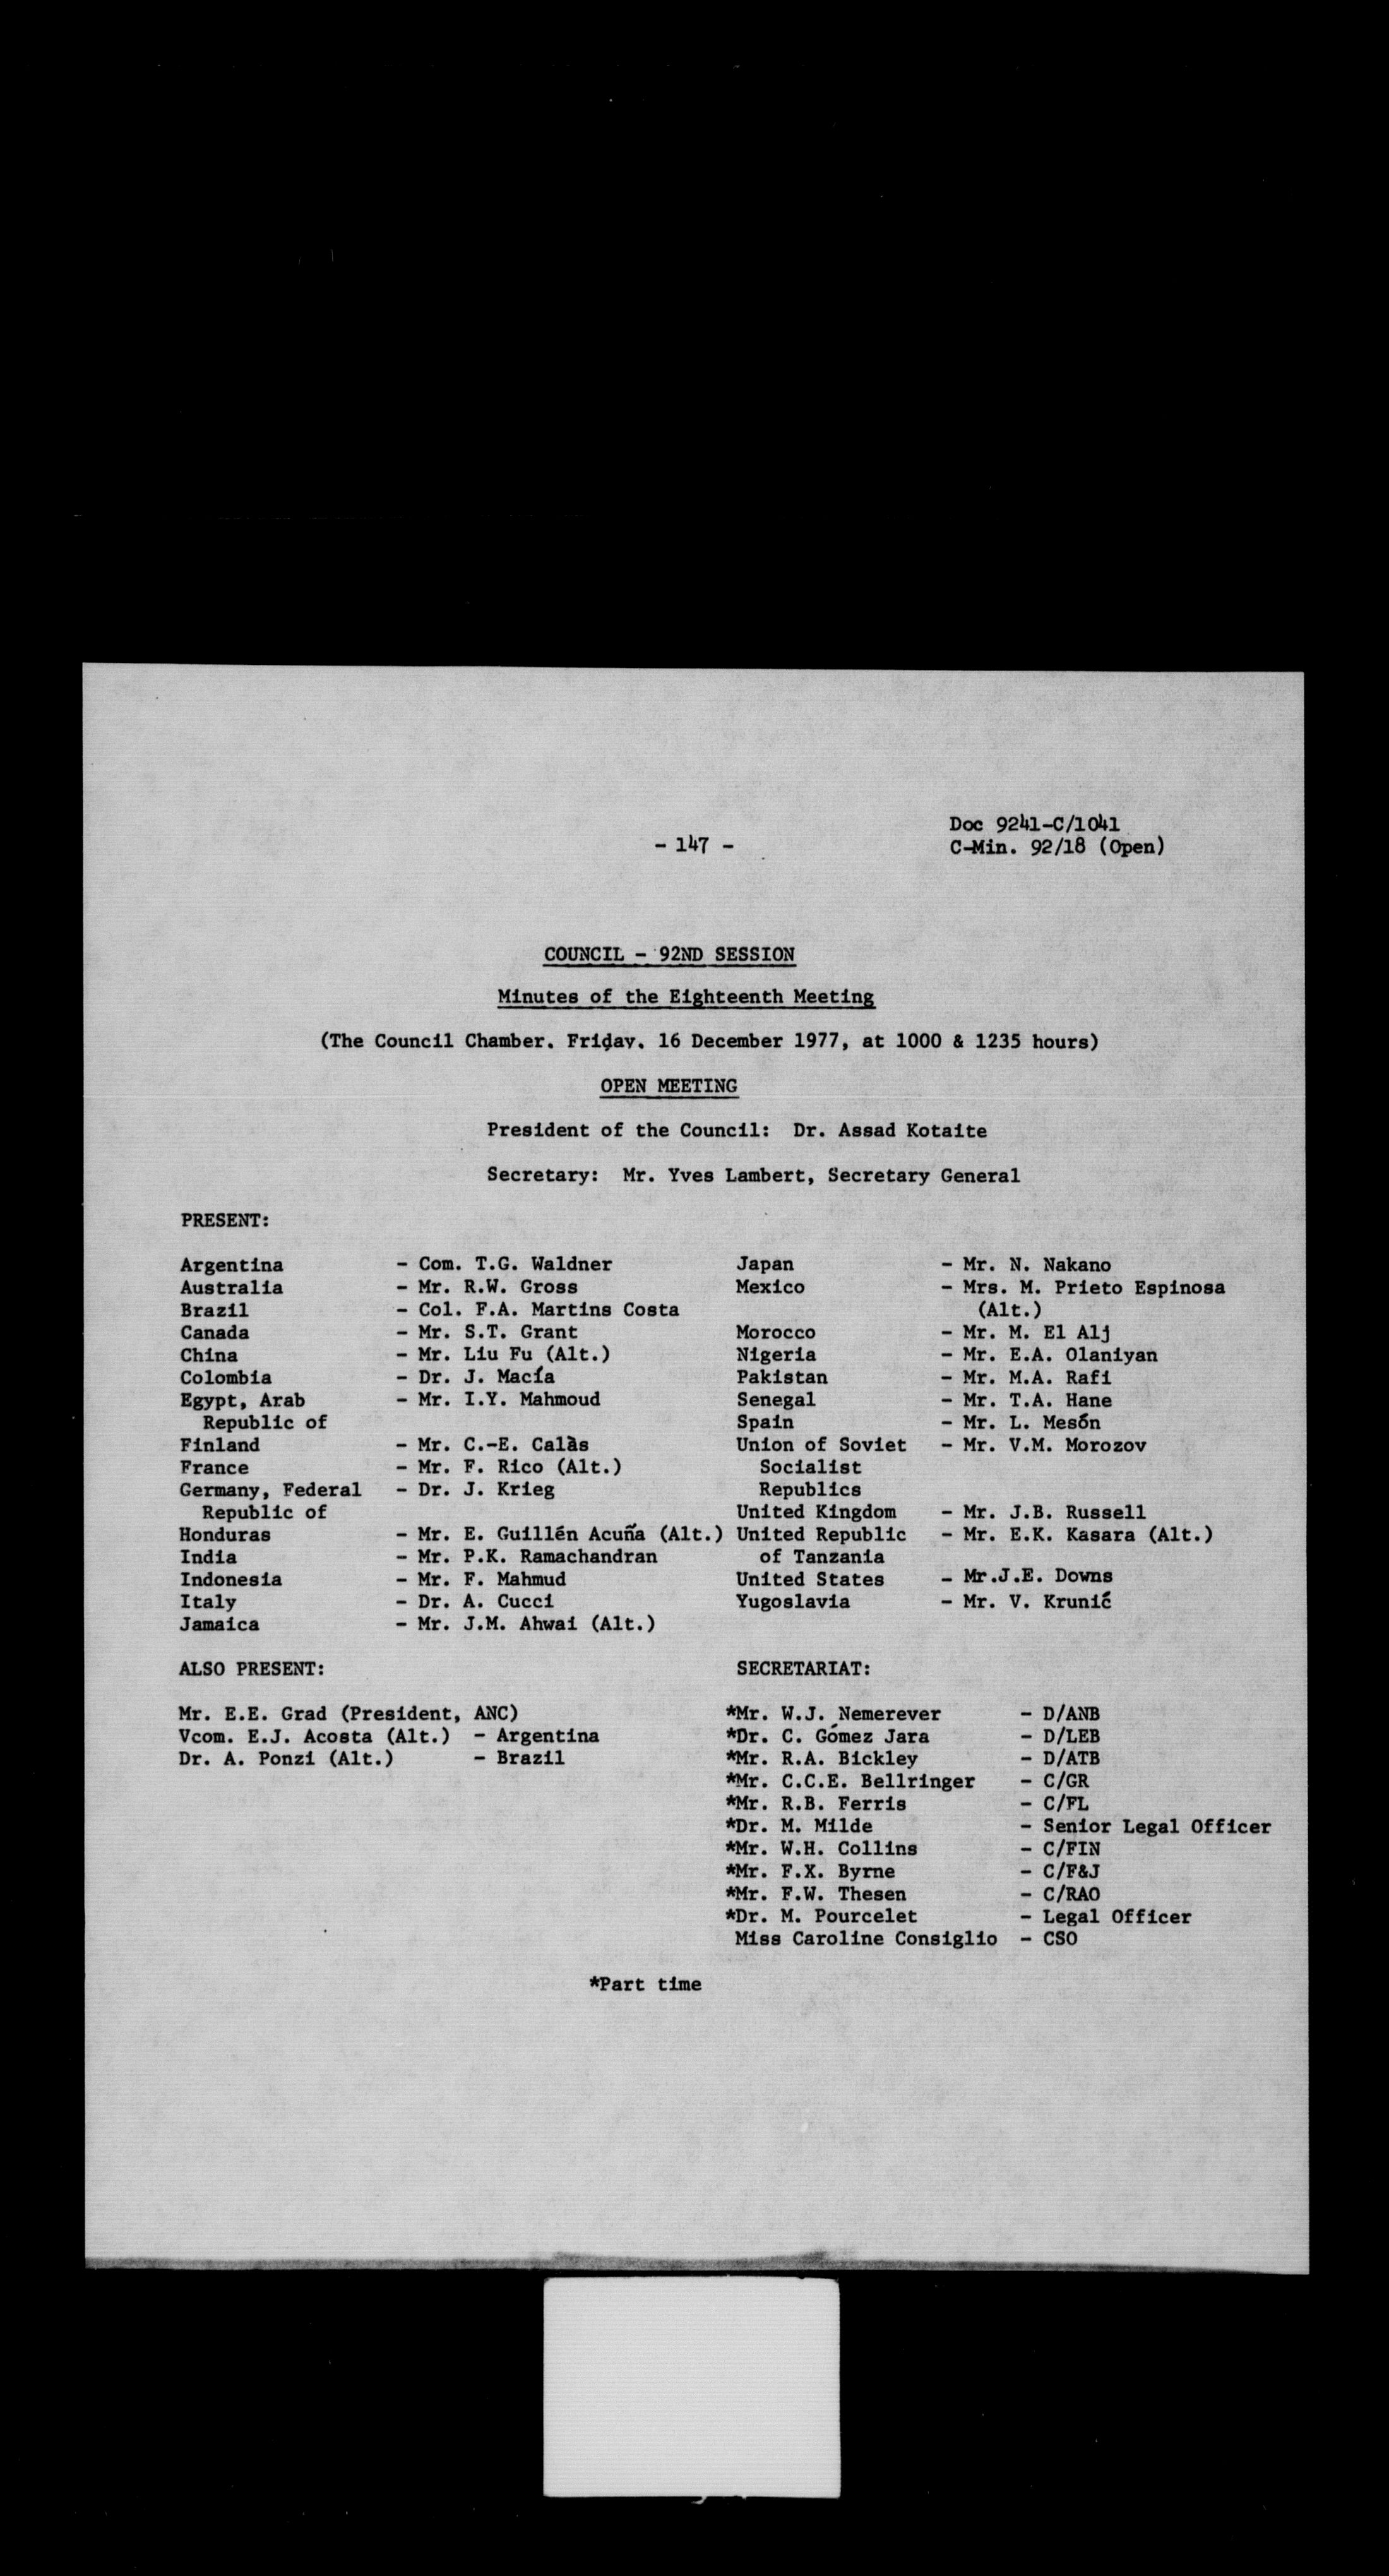 Doc 9241-C/1041
- 147 -
C-Min. 92/18 (Open)
COUNCIL - 92ND SESSION
Minutes of the Eighteenth Meeting
(The Council Chamber. Friday. 16 December 1977, at 1000 & 1235 hours)
OPEN MEETING
President of the Council: Dr. Assad Kotaite
Secretary: Mr. Yves Lambert, Secretary General
PRESENT:
Argentina - Com. T.G. Waldner
Australia - Mr. R.W. Gross
Brazil - Col. F.A. Martins Costa
Canada - Mr. S.T. Grant
China - Mr. Liu Fu (Alt.)
Colombia - Dr. J. Macía
Egypt, Arab - Mr. I.Y. Mahmoud
Republic of
Finland - Mr. C.-E. Calàs
France - Mr. F. Rico (Alt.)
Germany, Federal - Dr. J. Krieg
Republic of
Honduras - Mr. E. Guillén Acuña (Alt.)
India - Mr. P.K. Ramachandran
Indonesia - Mr. F. Mahmud
Italy - Dr. A. Cucci
Jamaica - Mr. J.M. Ahwai (Alt.)
Japan - Mr. N. Nakano
Mexico - Mrs. M. Prieto Espinosa
(Alt.)
Morocco - Mr. M. El Alj
Nigeria - Mr. E.A. Olaniyan
Pakistan - Mr. M.A. Rafi
Senegal - Mr. T.A. Hane
Spain - Mr. L. Mesón
Union of Soviet - Mr. V.M. Morozov
Socialist
Republics
United Kingdom - Mr. J.B. Russell
United Republic - Mr. E.K. Kasara (Alt.)
of Tanzania
United States - Mr.J.E. Downs
Yugoslavia - Mr. V. Krunić
ALSO PRESENT:
Mr. E.E. Grad (President, ANC)
Vcom. E.J. Acosta (Alt.) - Argentina
Dr. A. Ponzi (Alt.) - Brazil
SECRETARIAT:
*Mr. W.J. Nemerever - D/ANB
*Dr. C. Gómez Jara - D/LEB
*Mr. R.A. Bickley - D/ATB
*Mr. C.C.E. Bellringer - C/GR
*Mr. R.B. Ferris - C/FL
*Dr. M. Milde - Senior Legal Officer
*Mr. W.H. Collins - C/FIN
*Mr. F.X. Byrne - C/F&J
*Mr. F.W. Thesen - C/RAO
*Dr. M. Pourcelet - Legal Officer
Miss Caroline Consiglio - CSO
*Part time